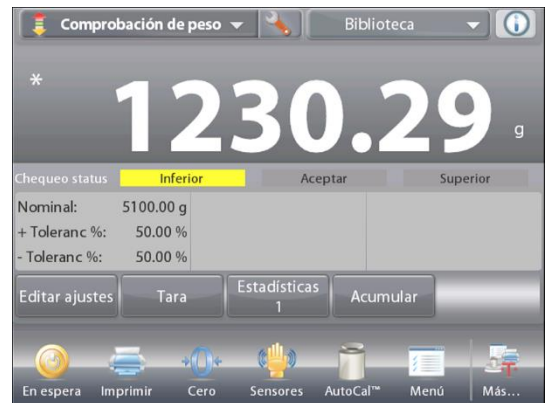 Comprobación de peso Biblioteca
* 1230.29 g
Chequeo status Inferior Aceptar Superior
Nominal: 5100.00 g
+ Toleranc %: 50.00 %
- Toleranc %: 50.00 %
Editar ajustes Tara Estadísticas 1 Acumular
En espera Imprimir Cero Sensores AutoCal™ Menú Más...